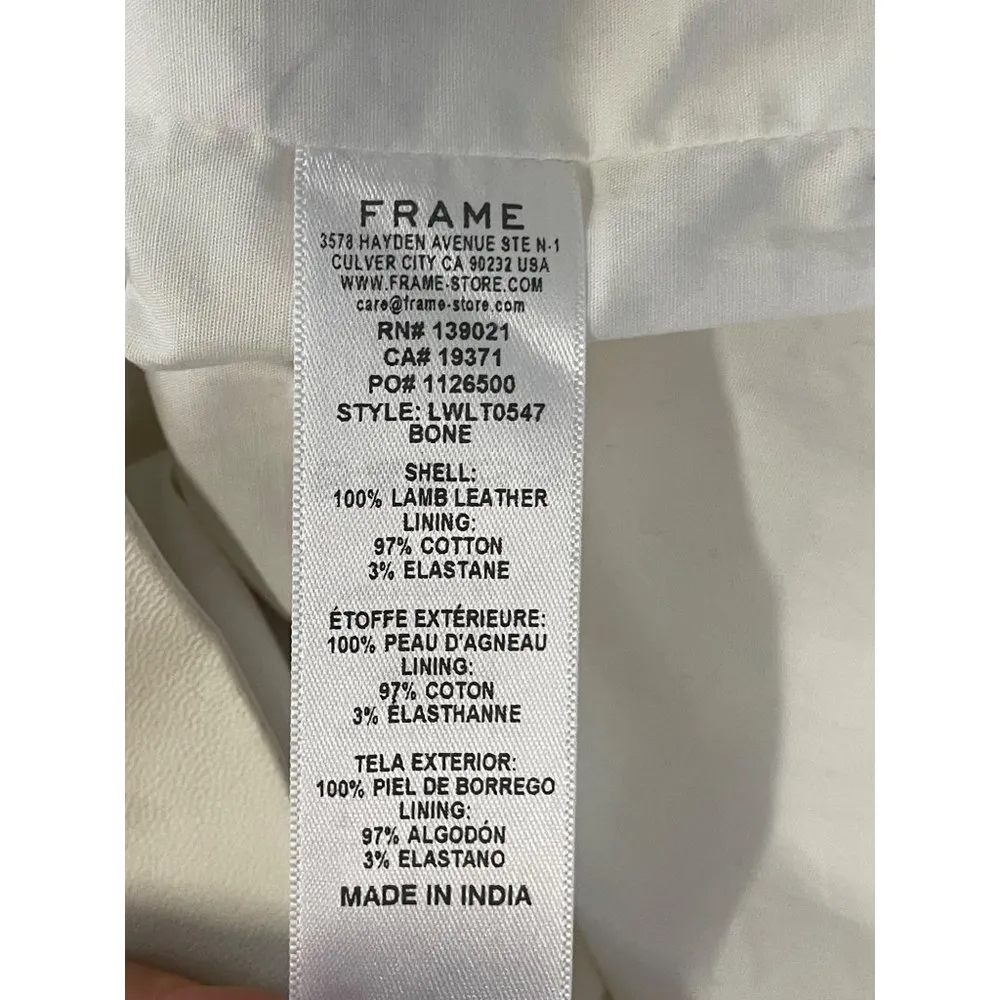 FRAME
3578 HAYDEN AVENUE STE N-1
CULVER CITY CA 90232 USA
WWW.FRAME-STORE.COM
care@frame-store.com
RN# 139021
CA# 19371
PO# 1126500
STYLE: LWLT0547
BONE
SHELL:
100% LAMB LEATHER
LINING:
97% COTTON
3% ELASTANE
ÉTOFFE EXTÉRIEURE:
100% PEAU D'AGNEAU
LINING:
97% COTON
3% ÉLASTHANNE
TELA EXTERIOR:
100% PIEL DE BORREGO
LINING:
97% ALGODÓN
3% ELASTANO
MADE IN INDIA